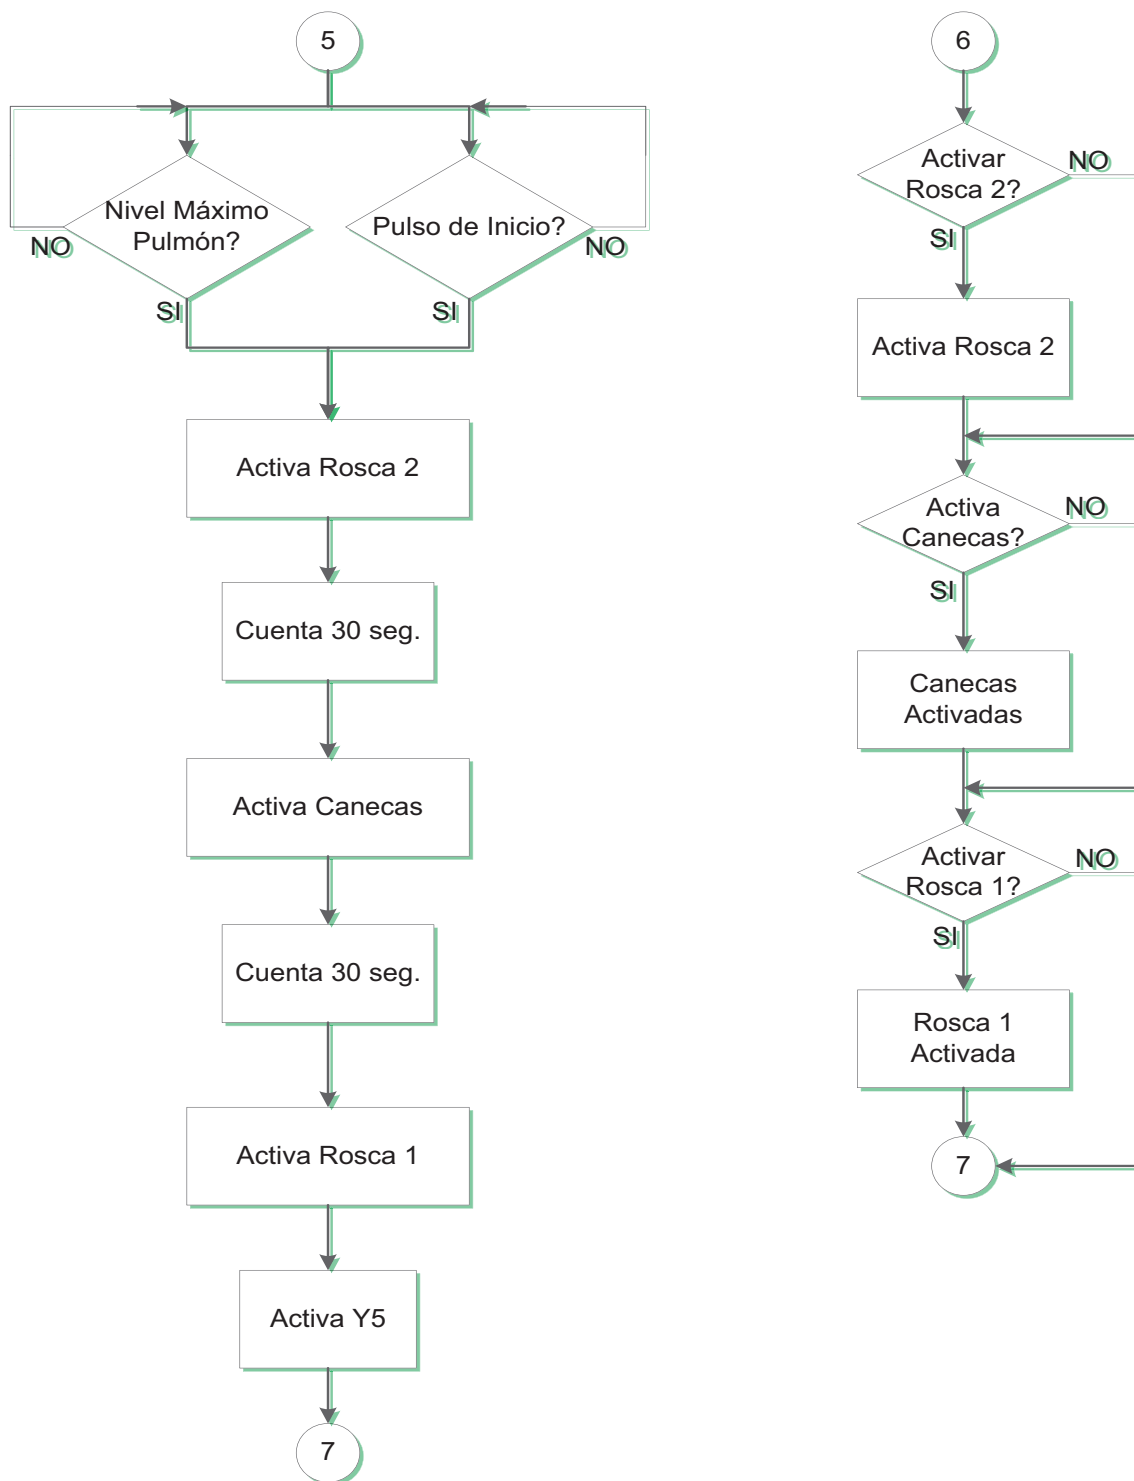 5
Nivel Máximo
Pulmón?
NO
SI
Pulso de Inicio?
NO
SI
Activa Rosca 2
Cuenta 30 seg.
Activa Canecas
Cuenta 30 seg.
Activa Rosca 1
Activa Y5
7
6
Activar
Rosca 2?
NO
SI
Activa Rosca 2
Activa
Canecas?
NO
SI
Canecas
Activadas
Activar
Rosca 1?
NO
SI
Rosca 1
Activada
7